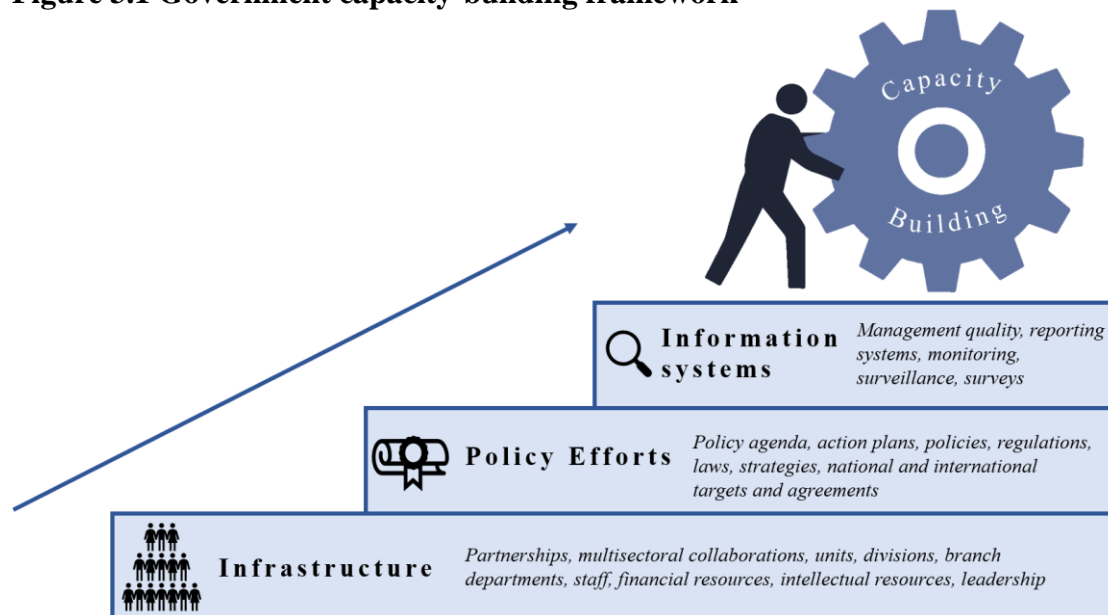 Figure Government capacity-building framework
Capacity
Building
Information
systems
Management quality, reporting
systems, monitoring,
surveillance, surveys
Policy Efforts
Policy agenda, action plans, policies, regulations,
laws, strategies, national and international
targets and agreements
Infrastructure
Partnerships, multisectoral collaborations, units, divisions, branch
departments, staff, financial resources, intellectual resources, leadership